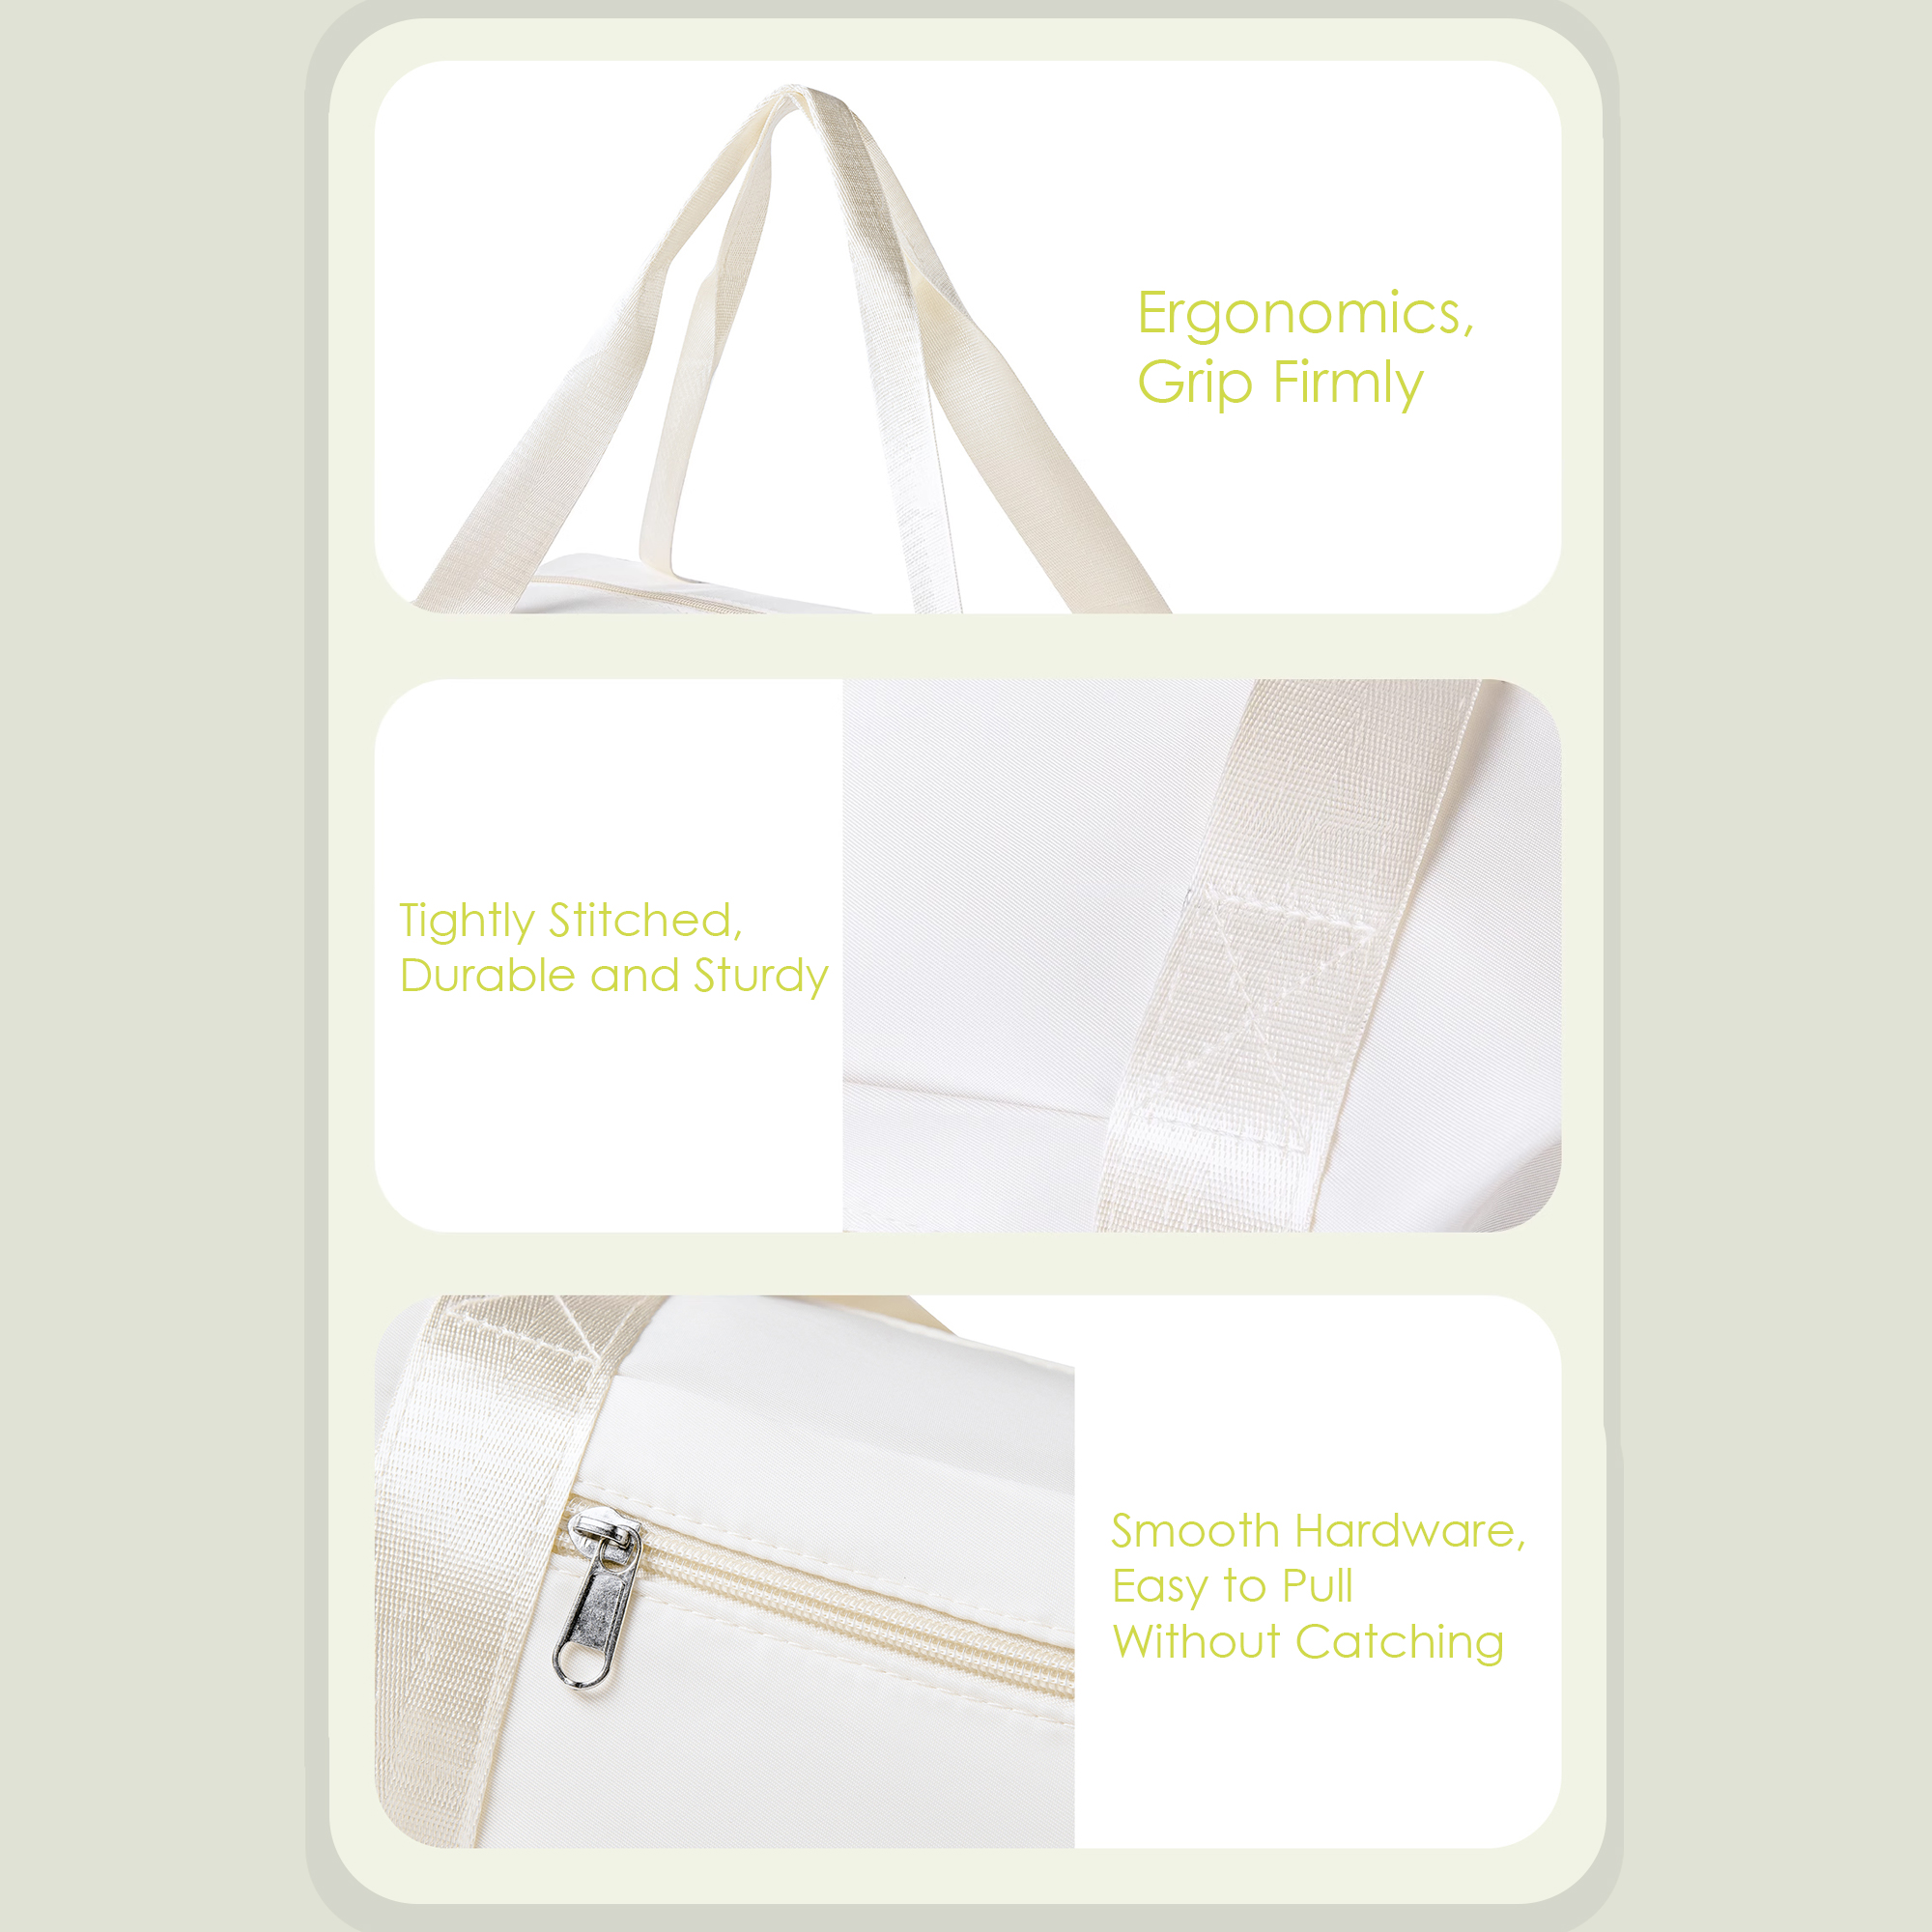 Ergonomics,
Grip Firmly
Tightly Stitched,
Durable and Sturdy
Smooth Hardware,
Easy to Pull
Without Catching